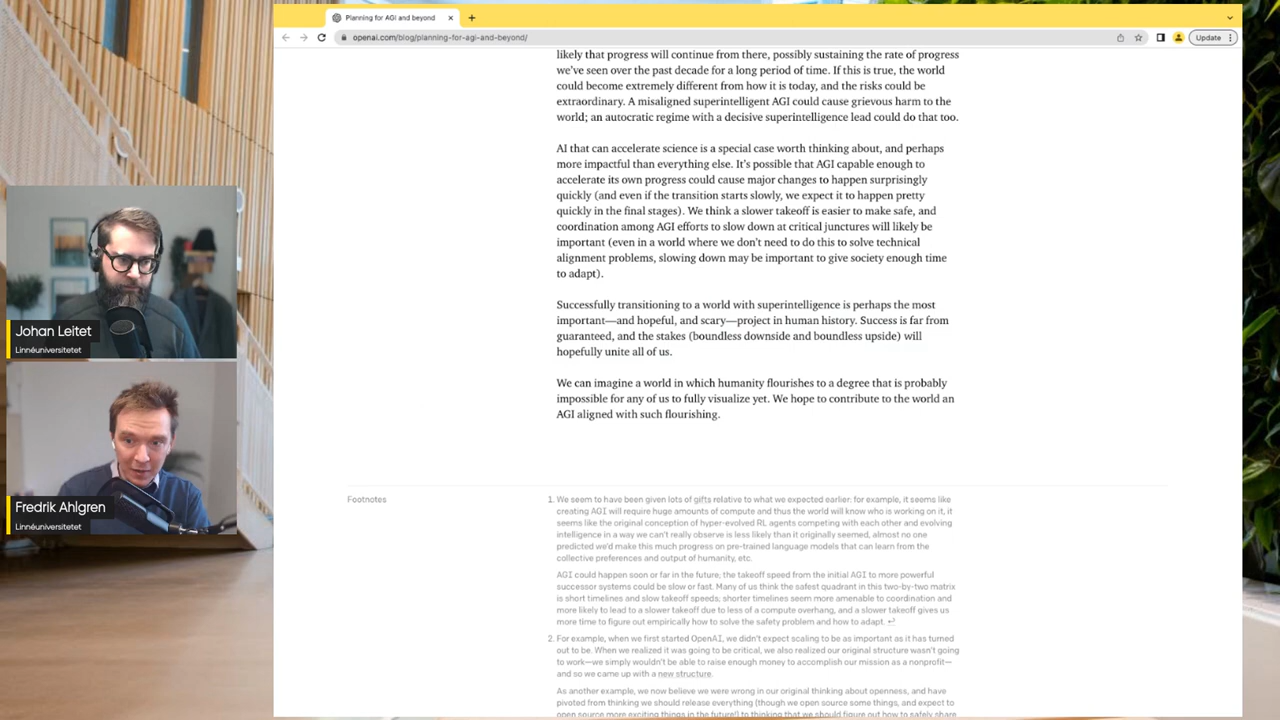 Planning for AGI and beyond
openai.com/blog/planning-for-agi-and-beyond/
Update
likely that progress will continue from there, possibly sustaining the rate of progress
we've seen over the past decade for a long period of time. If this is true, the world
could become extremely different from how it is today, and the risks could be
extraordinary. A misaligned superintelligent AGI could cause grievous harm to the
world; an autocratic regime with a decisive superintelligence lead could do that too.
AI that can accelerate science is a special case worth thinking about, and perhaps
more impactful than everything else. It's possible that AGI capable enough to
accelerate its own progress could cause major changes to happen surprisingly
quickly (and even if the transition starts slowly, we expect it to happen pretty
quickly in the final stages). We think a slower takeoff is easier to make safe, and
coordination among AGI efforts to slow down at critical junctures will likely be
important (even in a world where we don't need to do this to solve technical
alignment problems, slowing down may be important to give society enough time
to adapt).
Successfully transitioning to a world with superintelligence is perhaps the most
important—and hopeful, and scary—project in human history. Success is far from
guaranteed, and the stakes (boundless downside and boundless upside) will
hopefully unite all of us.
We can imagine a world in which humanity flourishes to a degree that is probably
impossible for any of us to fully visualize yet. We hope to contribute to the world an
AGI aligned with such flourishing.
Footnotes
1. We seem to have been given lots of gifts relative to what we expected earlier: for example, it seems like
creating AGI will require huge amounts of compute and thus the world will know who is working on it, it
seems like the original conception of hyper-evolved RL agents competing with each other and evolving
intelligence in a way we can't really observe is less likely than it originally seemed, almost no one
predicted we'd make this much progress on pre-trained language models that can learn from the
collective preferences and output of humanity, etc.
AGI could happen soon or far in the future; the takeoff speed from the initial AGI to more powerful
successor systems could be slow or fast. Many of us think the safest quadrant in this two-by-two matrix
is short timelines and slow takeoff speeds; shorter timelines seem more amenable to coordination and
more likely to lead to a slower takeoff due to less of a compute overhang, and a slower takeoff gives us
more time to figure out empirically how to solve the safety problem and how to adapt. ↩
2. For example, when we first started OpenAI, we didn't expect scaling to be as important as it has turned
out to be. When we realized it was going to be critical, we also realized our original structure wasn't going
to work—we simply wouldn't be able to raise enough money to accomplish our mission as a nonprofit—
and so we came up with a new structure.
As another example, we now believe we were wrong in our original thinking about openness, and have
pivoted from thinking we should release everything (though we open source some things, and expect to
open source more exciting things in the future!) to thinking that we should figure out how to safely share
Johan Leitet
Linnéuniversitetet
Fredrik Ahlgren
Linnéuniversitetet